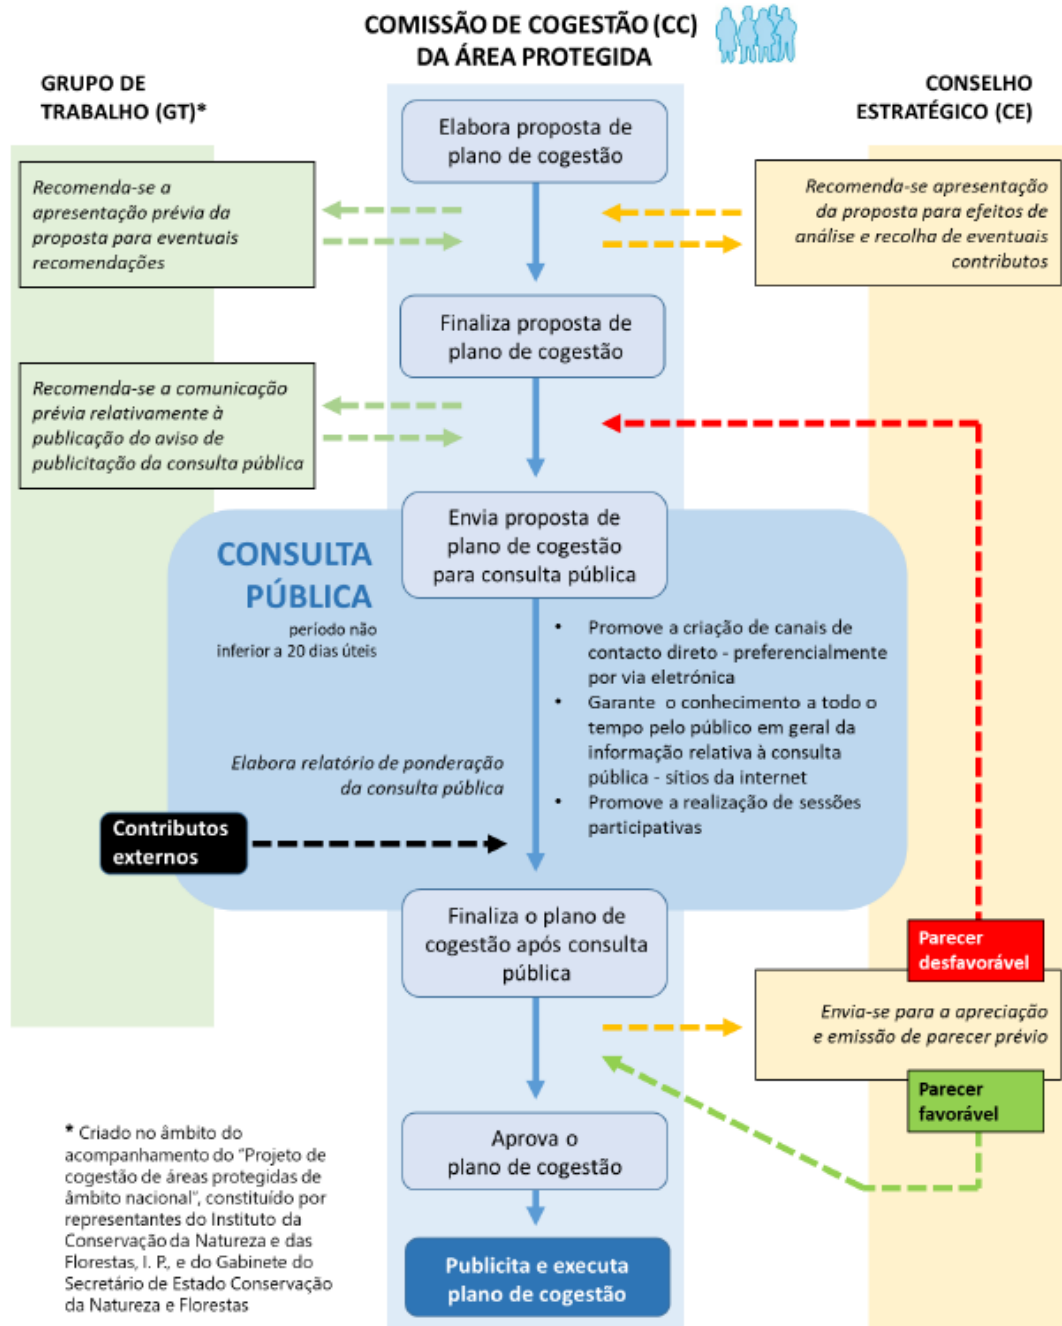 COMISSÃO DE COGESTÃO (CC)
DA ÁREA PROTEGIDA
GRUPO DE
TRABALHO (GT)*
CONSELHO
ESTRATÉGICO (CE)
Elabora proposta de
plano de cogestão
Recomenda-se a
apresentação prévia da
proposta para eventuais
recomendações
Recomenda-se apresentação
da proposta para efeitos de
análise e recolha de eventuais
contributos
Finaliza proposta de
plano de cogestão
Recomenda-se a comunicação
prévia relativamente à
publicação do aviso de
publicitação da consulta pública
Envia proposta de
plano de cogestão
para consulta pública
CONSULTA
PÚBLICA
período não
inferior a 20 dias úteis
• Promove a criação de canais de
contacto direto - preferencialmente
por via eletrónica
• Garante o conhecimento a todo o
tempo pelo público em geral da
informação relativa à consulta
pública - sítios da internet
• Promove a realização de sessões
participativas
Elabora relatório de ponderação
da consulta pública
Contributos
externos
Finaliza o plano de
cogestão após consulta
pública
Parecer
desfavorável
Envia-se para a apreciação
e emissão de parecer prévio
Parecer
favorável
Aprova o
plano de cogestão
Publicita e executa
plano de cogestão
* Criado no âmbito do
acompanhamento do "Projeto de
cogestão de áreas protegidas de
âmbito nacional", constituído por
representantes do Instituto da
Conservação da Natureza e das
Florestas, I. P., e do Gabinete do
Secretário de Estado Conservação
da Natureza e Florestas